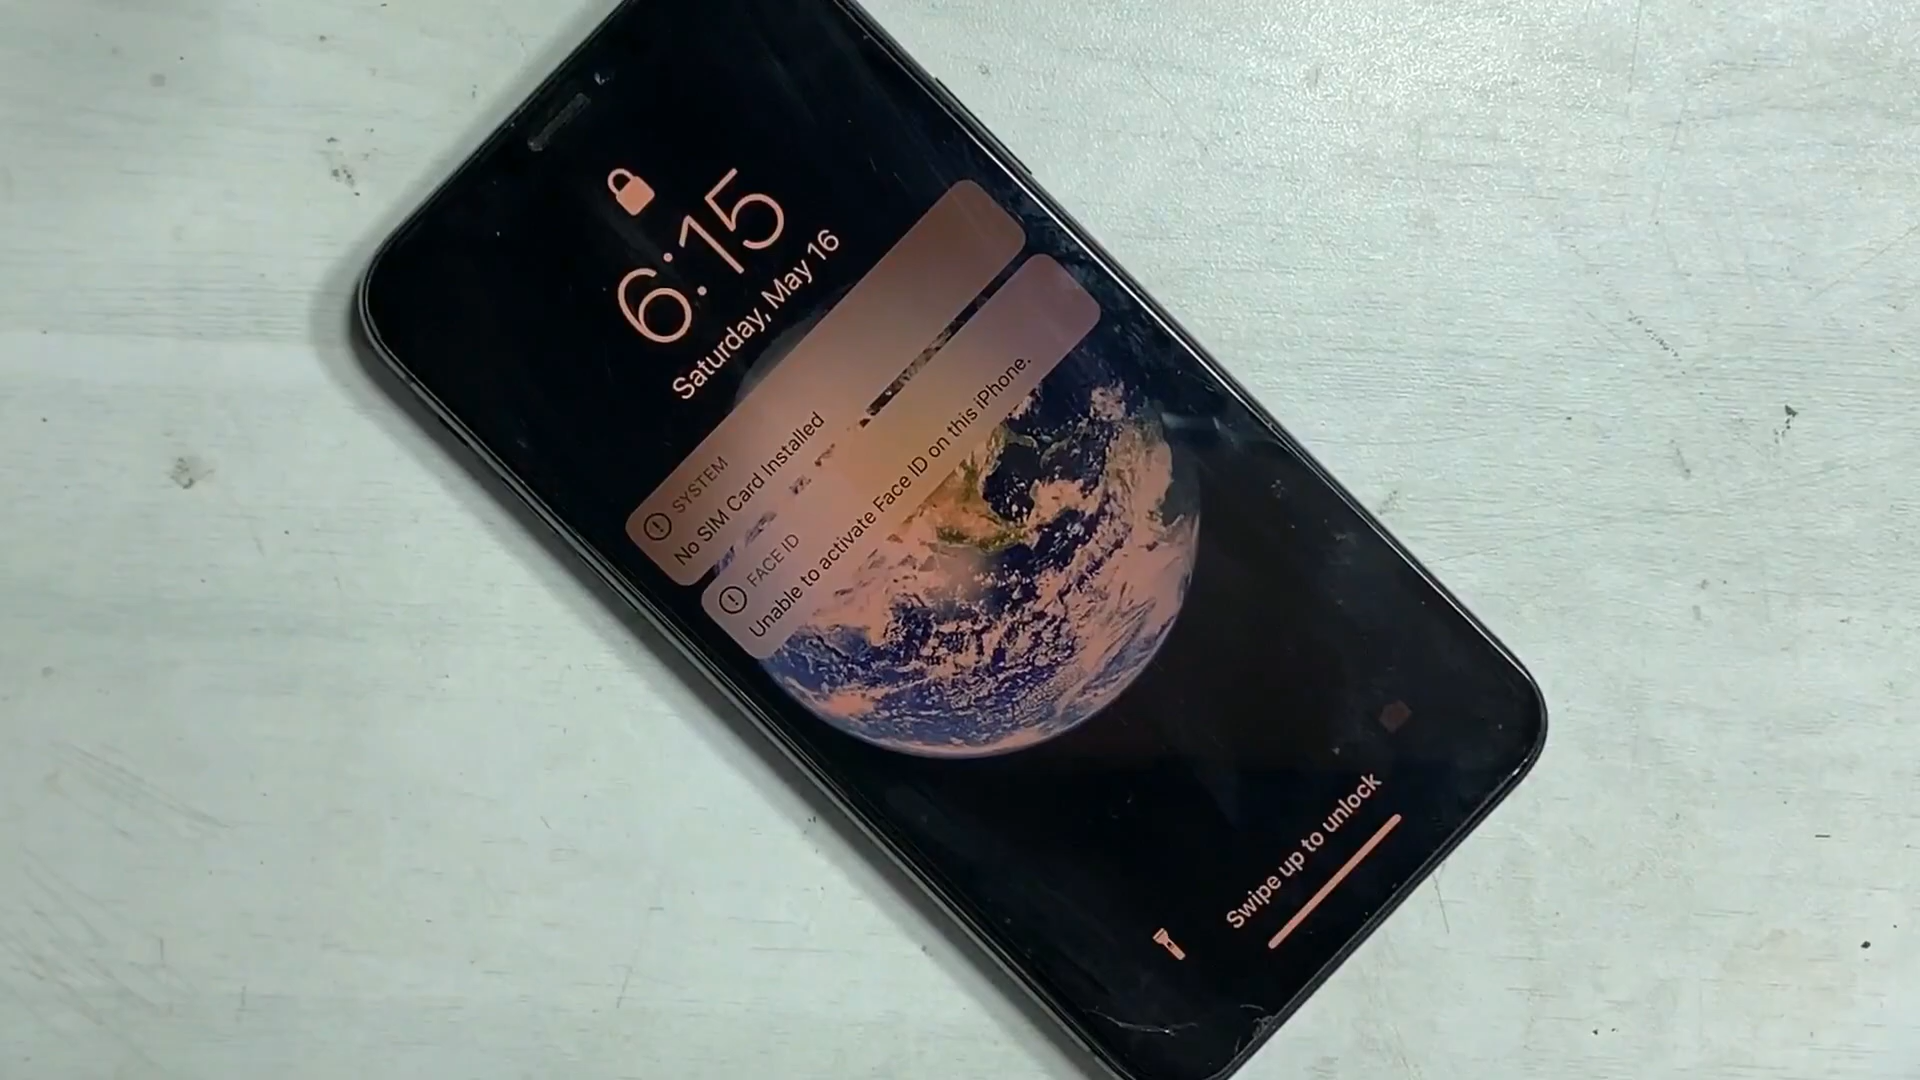 6:15
Saturday, May 16
SYSTEM
No SIM Card Installed
FACE ID
Unable to activate Face ID on this iPhone.
Swipe up to unlock